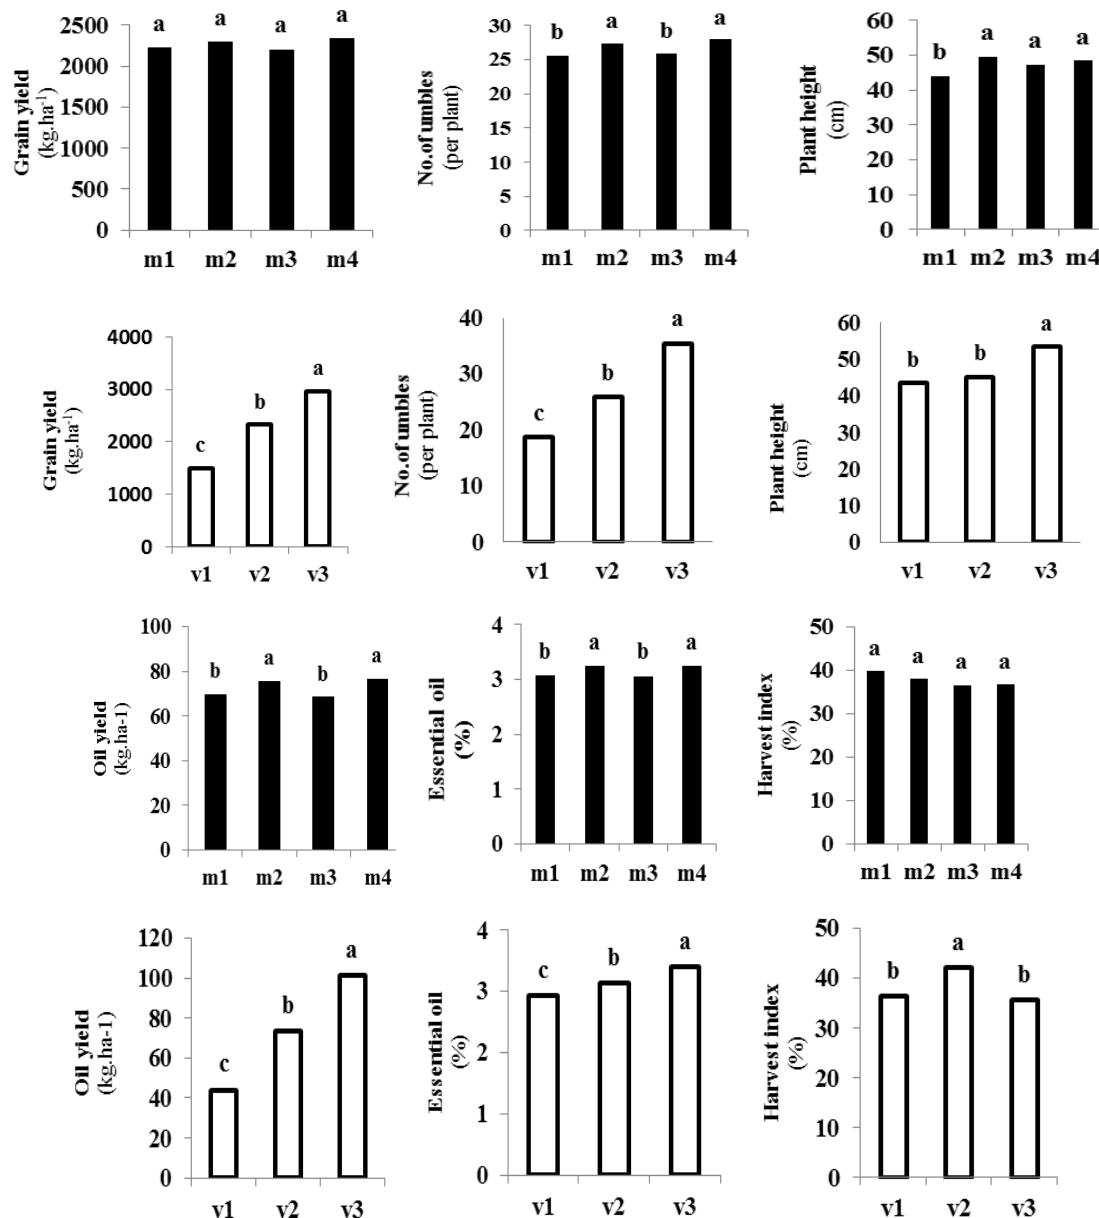 Grain yield
(kg.ha-1)
2500
2000
1500
1000
500
0
a a a a
m1 m2 m3 m4
No.of umbles
(per plant)
30
25
20
15
10
5
0
b a b a
m1 m2 m3 m4
Plant height
(cm)
60
50
40
30
20
10
0
b a a a
m1 m2 m3 m4
Grain yield
(kg.ha-1)
4000
3000
2000
1000
0
c b a
v1 v2 v3
No.of umbles
(per plant)
40
30
20
10
0
c b a
v1 v2 v3
Plant height
(cm)
60
50
40
30
20
10
0
b b a
v1 v2 v3
Oil yield
(kg.ha-1)
100
80
60
40
20
0
b a b a
m1 m2 m3 m4
Essential oil
(%)
4
3
2
1
0
b a b a
m1 m2 m3 m4
Harvest index
(%)
50
40
30
20
10
0
a a a a
m1 m2 m3 m4
Oil yield
(kg.ha-1)
120
100
80
60
40
20
0
c b a
v1 v2 v3
Essential oil
(%)
4
3
2
1
0
c b a
v1 v2 v3
Harvest index
(%)
50
40
30
20
10
0
b a b
v1 v2 v3